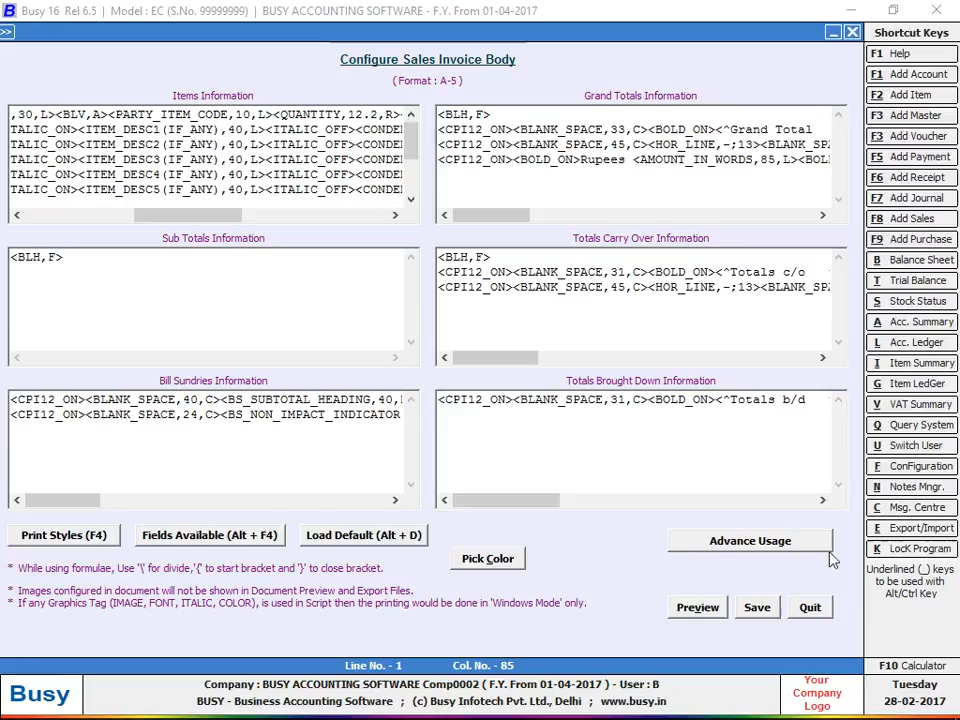 Busy 16 Rel 6.5 | Model : EC (S.No. 99999999) | BUSY ACCOUNTING SOFTWARE - F.Y. From 01-04-2017
>>
Configure Sales Invoice Body
( Format : A-5 )
Items Information
,30,L><BLV,A><PARTY_ITEM_CODE,10,L><QUANTITY,12.2,R>
TALIC_ON><ITEM_DESC1(IF_ANY),40,L><ITALIC_OFF><CONDE
TALIC_ON><ITEM_DESC2(IF_ANY),40,L><ITALIC_OFF><CONDE
TALIC_ON><ITEM_DESC3(IF_ANY),40,L><ITALIC_OFF><CONDE
TALIC_ON><ITEM_DESC4(IF_ANY),40,L><ITALIC_OFF><CONDE
TALIC_ON><ITEM_DESC5(IF_ANY),40,L><ITALIC_OFF><CONDE
Grand Totals Information
<BLH,F>
<CPI12_ON><BLANK_SPACE,33,C><BOLD_ON><^Grand Total
<CPI12_ON><BLANK_SPACE,45,C><HOR_LINE,-;13><BLANK_SP
<CPI12_ON><BOLD_ON>Rupees <AMOUNT_IN_WORDS,85,L><BOL
Sub Totals Information
<BLH,F>
Totals Carry Over Information
<BLH,F>
<CPI12_ON><BLANK_SPACE,31,C><BOLD_ON><^Totals c/o
<CPI12_ON><BLANK_SPACE,45,C><HOR_LINE,-;13><BLANK_SP
Bill Sundries Information
<CPI12_ON><BLANK_SPACE,40,C><BS_SUBTOTAL_HEADING,40,
<CPI12_ON><BLANK_SPACE,24,C><BS_NON_IMPACT_INDICATOR
Totals Brought Down Information
<CPI12_ON><BLANK_SPACE,31,C><BOLD_ON><^Totals b/d
Print Styles (F4)
Fields Available (Alt + F4)
Load Default (Alt + D)
Pick Color
Advance Usage
* While using formulae, Use '\' for divide,'{' to start bracket and '}' to close bracket.
* Images configured in document will not be shown in Document Preview and Export Files.
* If any Graphics Tag (IMAGE, FONT, ITALIC, COLOR), is used in Script then the printing would be done in 'Windows Mode' only.
Preview
Save
Quit
Line No. - 1 Col. No. - 85
Shortcut Keys
F1 Help
F1 Add Account
F2 Add Item
F3 Add Master
F3 Add Voucher
F5 Add Payment
F6 Add Receipt
F7 Add Journal
F8 Add Sales
F9 Add Purchase
B Balance Sheet
T Trial Balance
S Stock Status
A Acc. Summary
L Acc. Ledger
I Item Summary
G Item LedGer
V VAT Summary
Q Query System
U Switch User
F ConFiguration
N Notes Mngr.
C Msg. Centre
E Export/Import
K LocK Program
Underlined (_) keys
to be used with
Alt/Ctrl Key
F10 Calculator
Busy
Company : BUSY ACCOUNTING SOFTWARE Comp0002 ( F.Y. From 01-04-2017 ) - User : B
BUSY - Business Accounting Software ; (c) Busy Infotech Pvt. Ltd., Delhi ; www.busy.in
Your
Company
Logo
Tuesday
28-02-2017